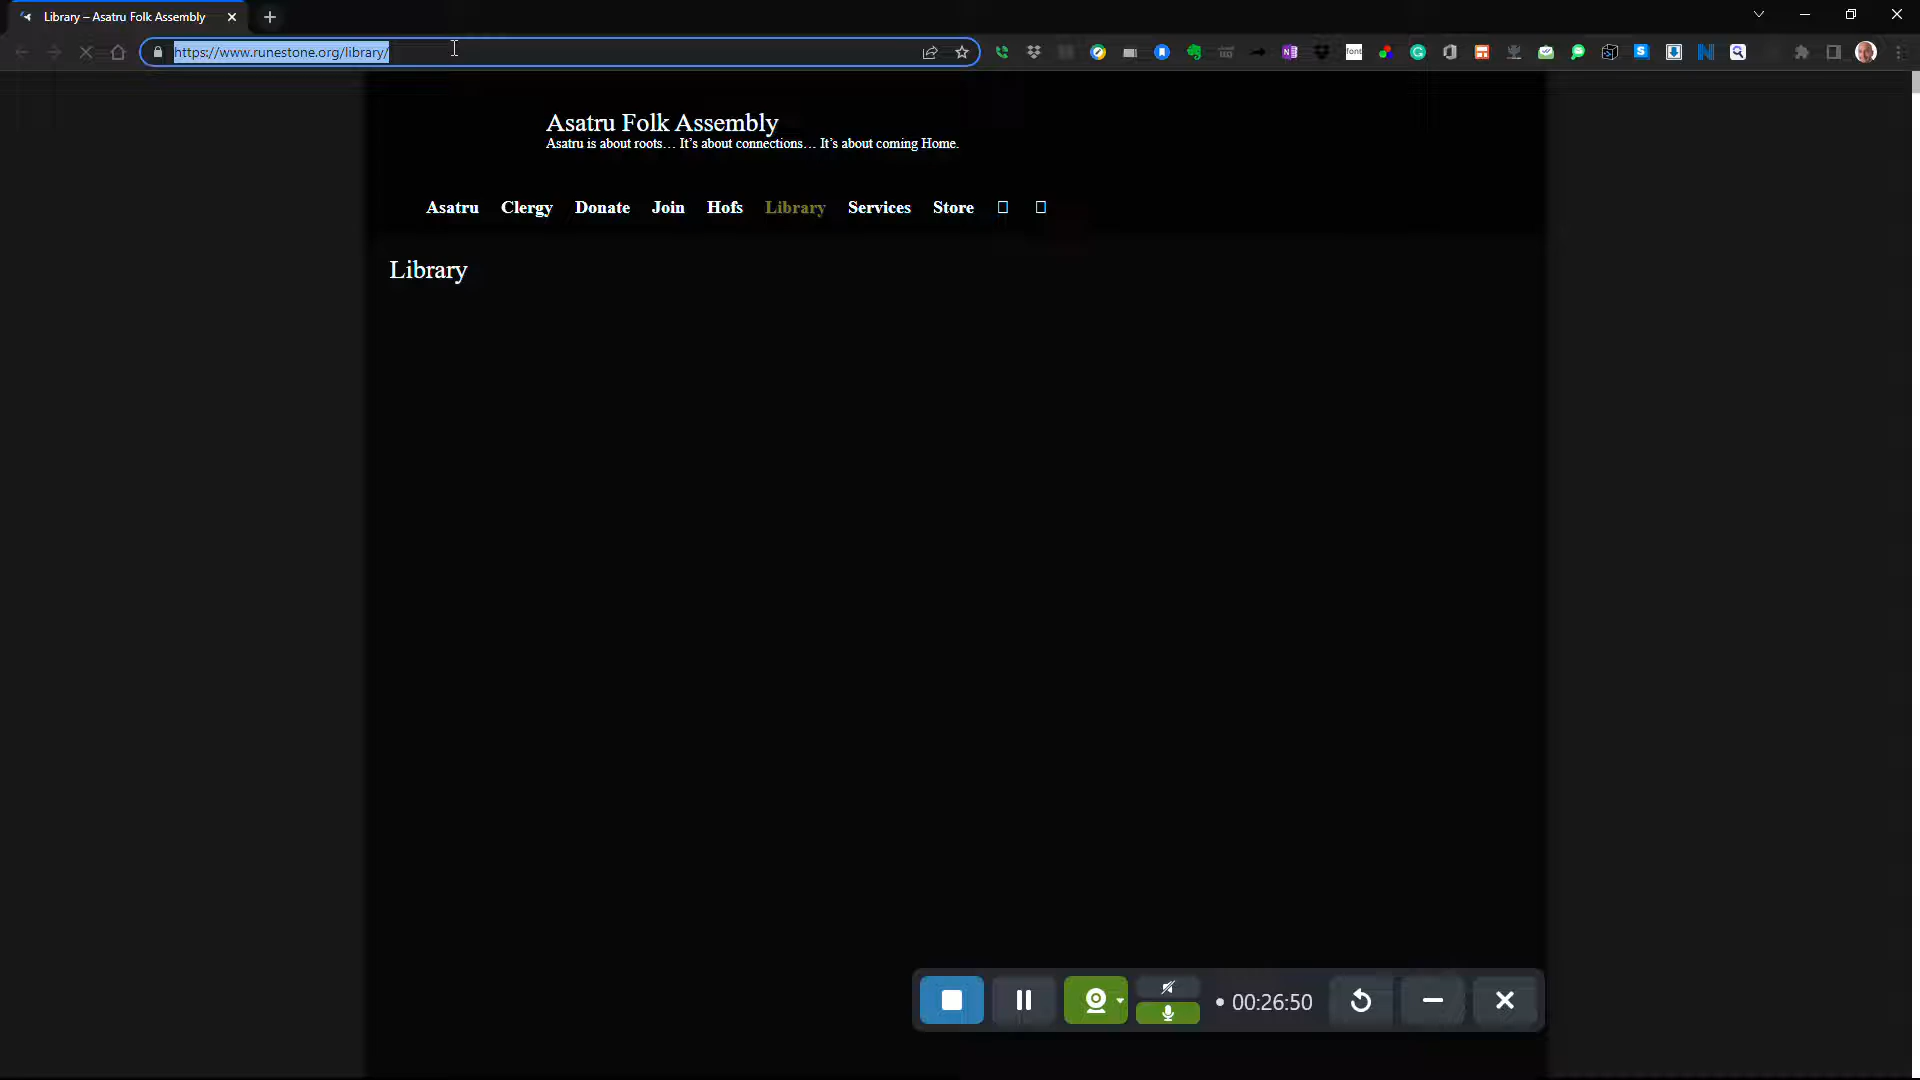 Library – Asatru Folk Assembly
https://www.runestone.org/library/
Asatru Folk Assembly
Asatru is about roots… It’s about connections… It’s about coming Home.
Asatru Clergy Donate Join Hofs Library Services Store
Library
00:26:50